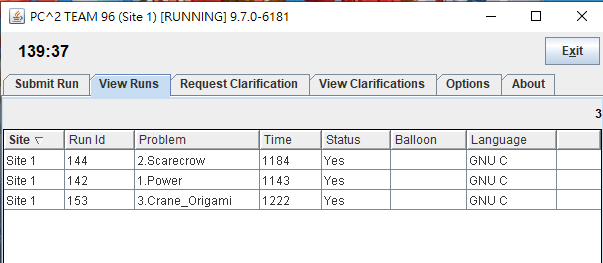 PC^2 TEAM 96 (Site 1) [RUNNING] 9.7.0-6181
139:37 Exit
Submit Run View Runs Request Clarification View Clarifications Options About
3
Site Run Id Problem Time Status Balloon Language
Site 1 144 2.Scarecrow 1184 Yes GNU C
Site 1 142 1.Power 1143 Yes GNU C
Site 1 153 3.Crane_Origami 1222 Yes GNU C